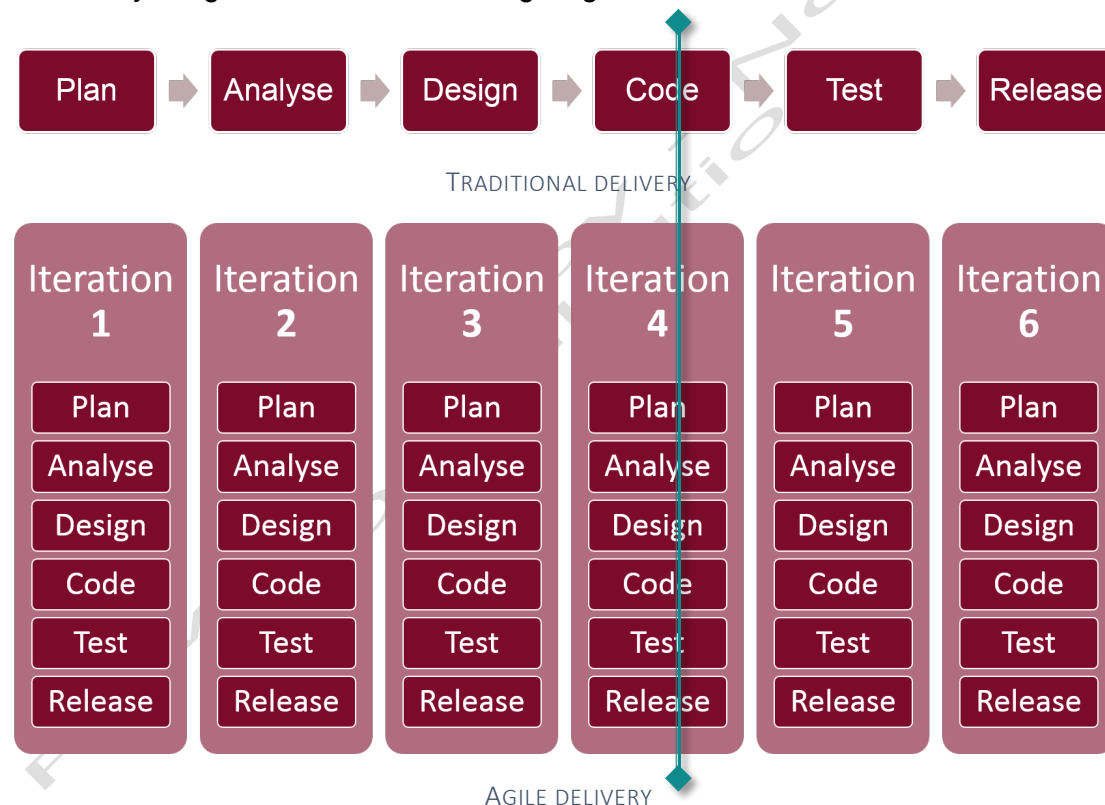 Plan Analyse Design Code Test Release
TRADITIONAL DELIVERY
Iteration Iteration Iteration Iteration Iteration Iteration
1 2 3 4 5 6
Plan Plan Plan Plan Plan Plan
Analyse Analyse Analyse Analyse Analyse Analyse
Design Design Design Design Design Design
Code Code Code Code Code Code
Test Test Test Test Test Test
Release Release Release Release Release Release
AGILE DELIVERY